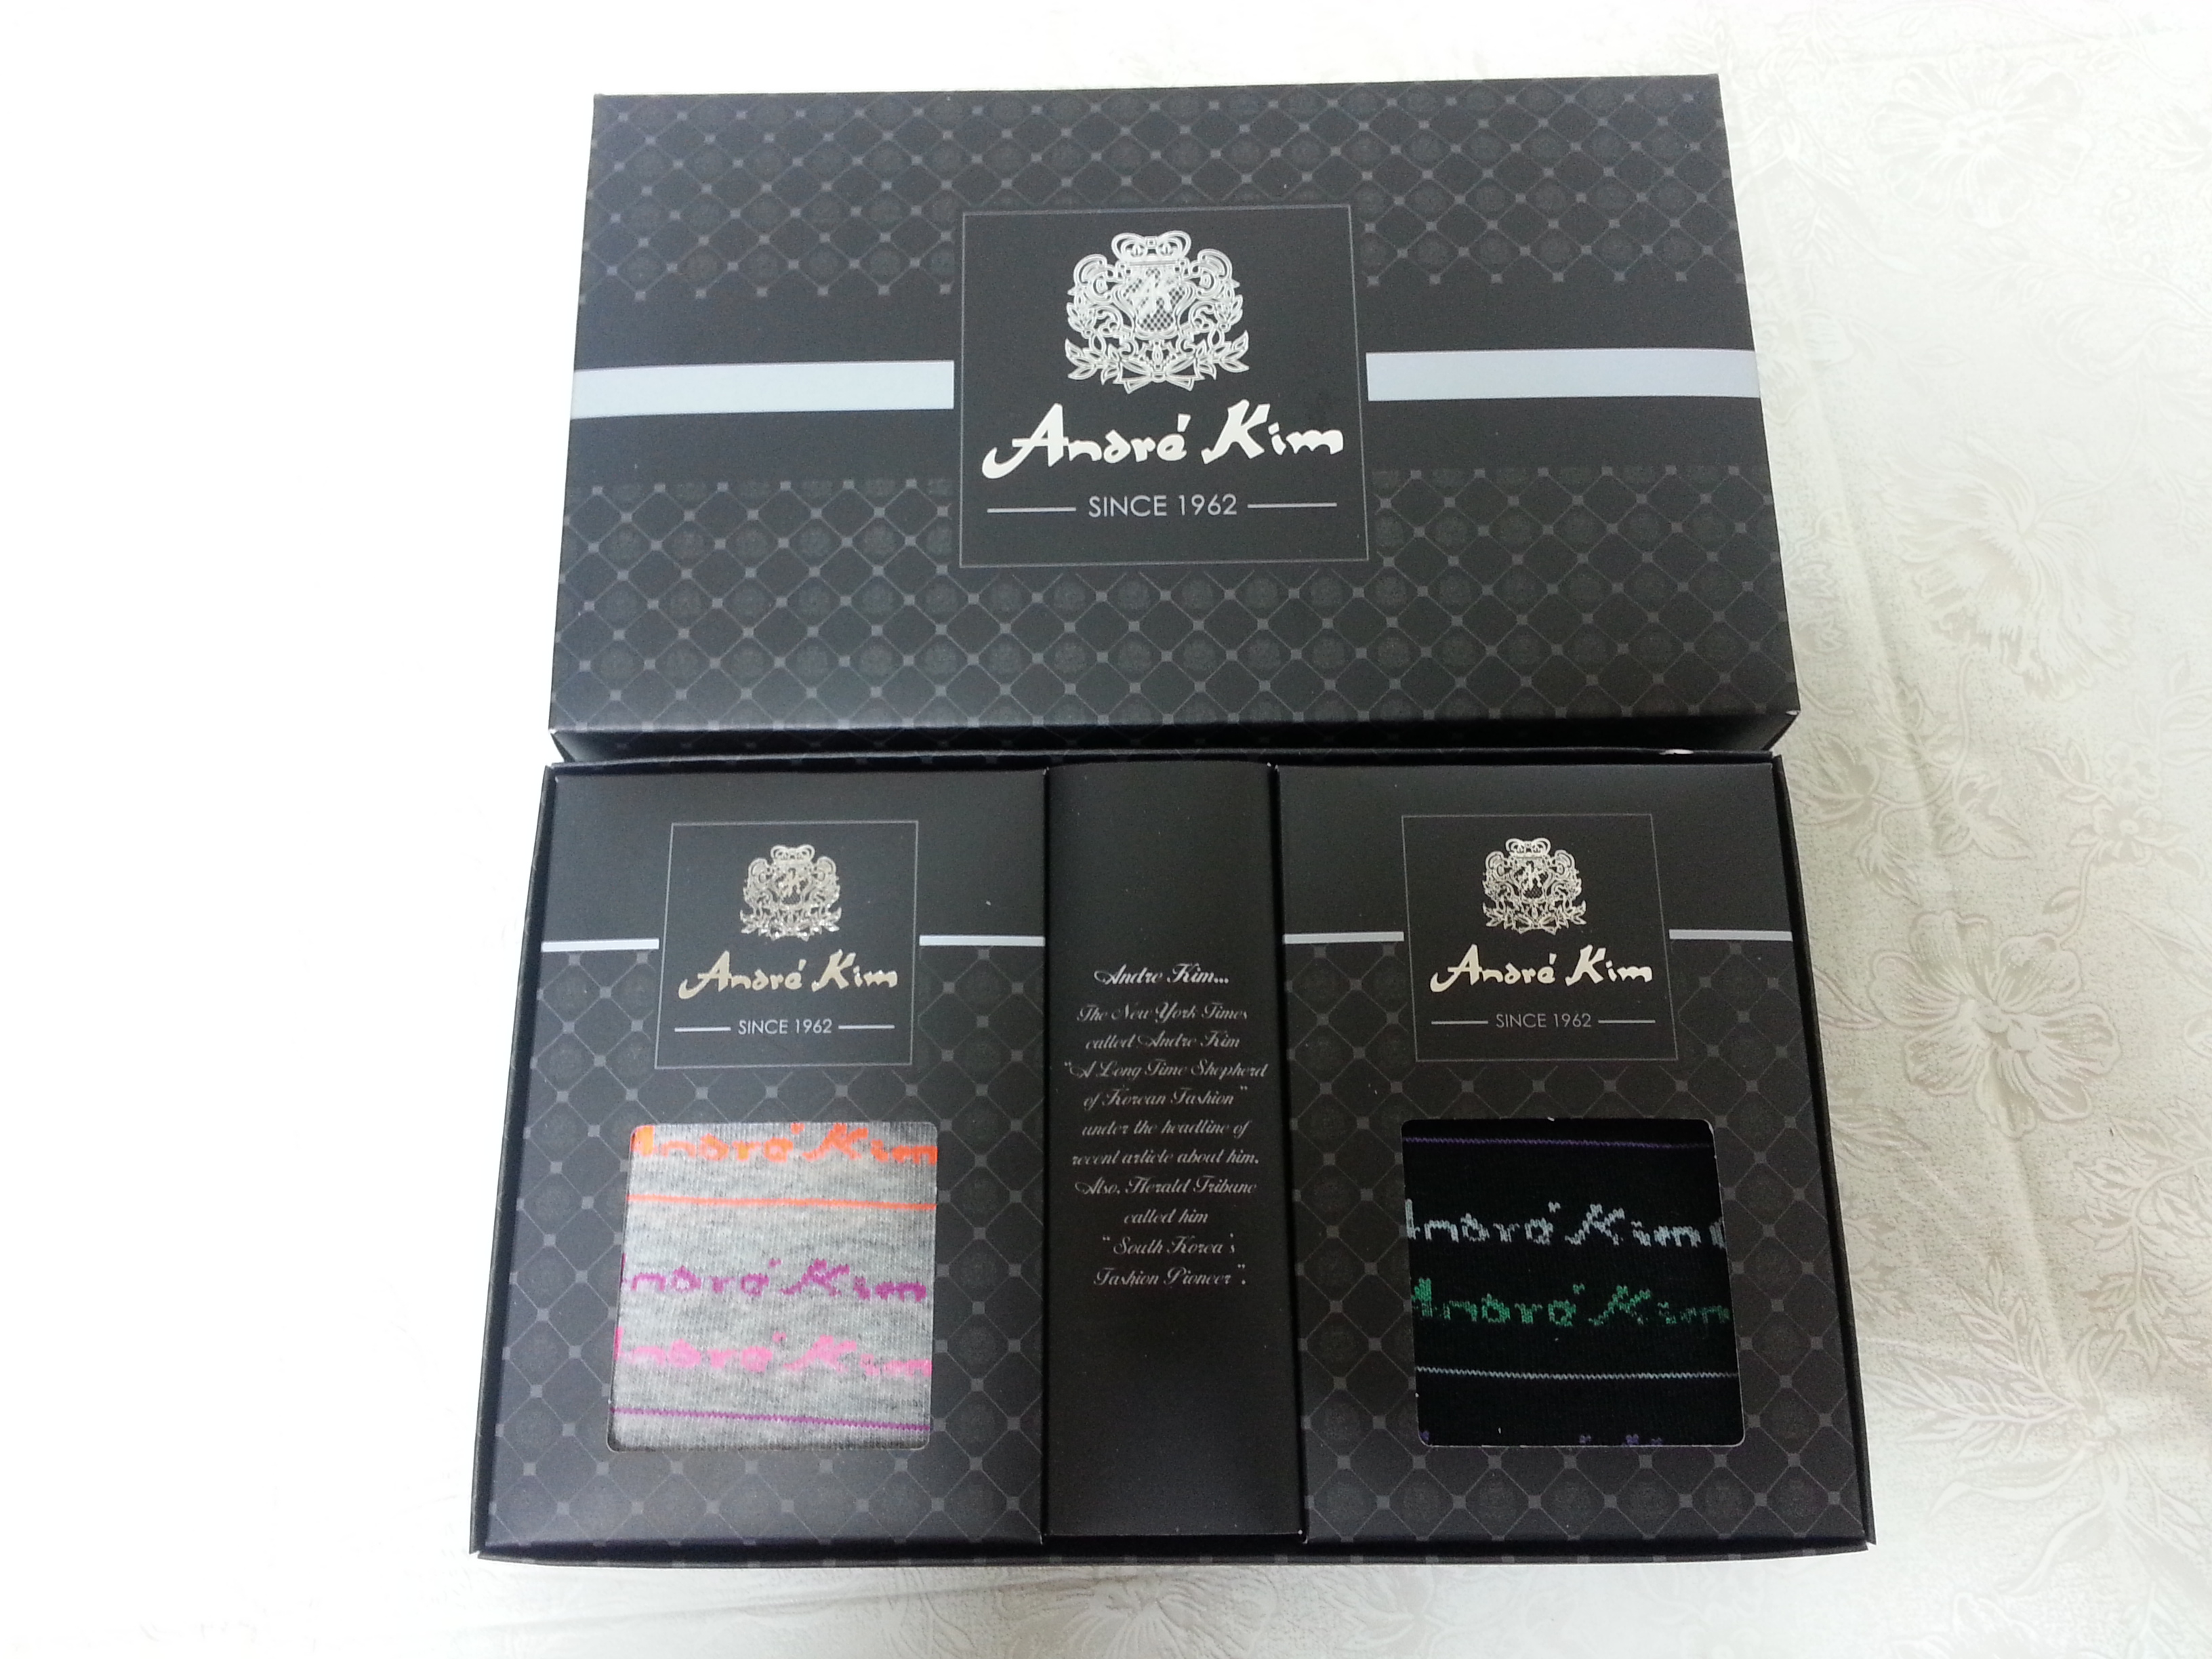 André Kim
SINCE 1962
André Kim
SINCE 1962
André Kim
André Kim
André Kim
Andre Kim...
The New York Times
called Andre Kim
"A Long Time Shepherd
of Korean Fashion"
under the headline of
recent article about him.
Also, Herald Tribune
called him
"South Korea's
Fashion Pioneer".
André Kim
SINCE 1962
André Kim
André Kim